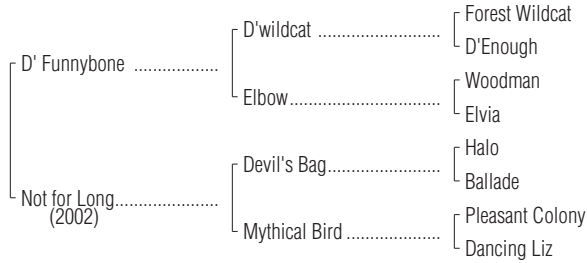 Forest Wildcat
D'wildcat ......................
D'Enough
D' Funnybone ...............
Woodman
Elbow...........................
Elvia
Halo
Devil's Bag....................
Ballade
Not for Long..................
(2002)
Pleasant Colony
Mythical Bird .................
Dancing Liz